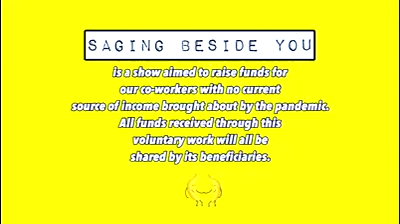 SAGING BESIDE YOU
is a show aimed to raise funds for
our co-workers with no current
source of income brought about by the pandemic.
All funds received through this
voluntary work will all be
shared by its beneficiaries.